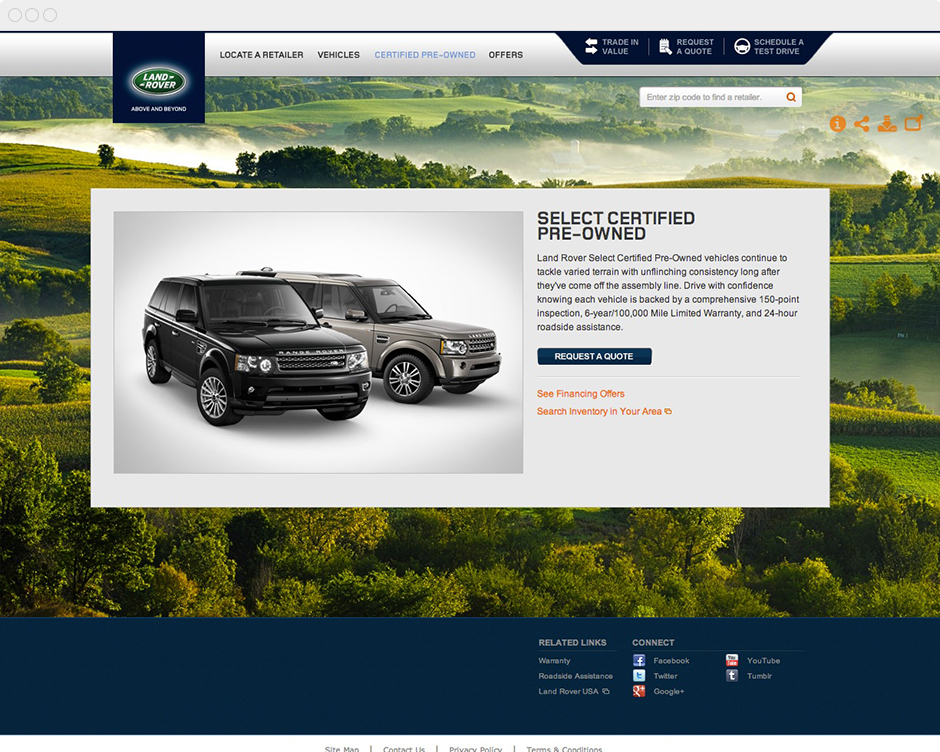 LOCATE A RETAILER VEHICLES CERTIFIED PRE-OWNED OFFERS
TRADE IN
VALUE
REQUEST
A QUOTE
SCHEDULE A
TEST DRIVE
LAND-
-ROVER
ABOVE AND BEYOND
Enter zip code to find a retailer.
SELECT CERTIFIED
PRE-OWNED
Land Rover Select Certified Pre-Owned vehicles continue to
tackle varied terrain with unflinching consistency long after
they've come off the assembly line. Drive with confidence
knowing each vehicle is backed by a comprehensive 150-point
inspection, 6-year/100,000 Mile Limited Warranty, and 24-hour
roadside assistance.
REQUEST A QUOTE
See Financing Offers
Search Inventory in Your Area
RANGE ROVER
RELATED LINKS
Warranty
Roadside Assistance
Land Rover USA
CONNECT
Facebook
Twitter
Google+
YouTube
Tumblr
Site Map | Contact Us | Privacy Policy | Terms & Conditions